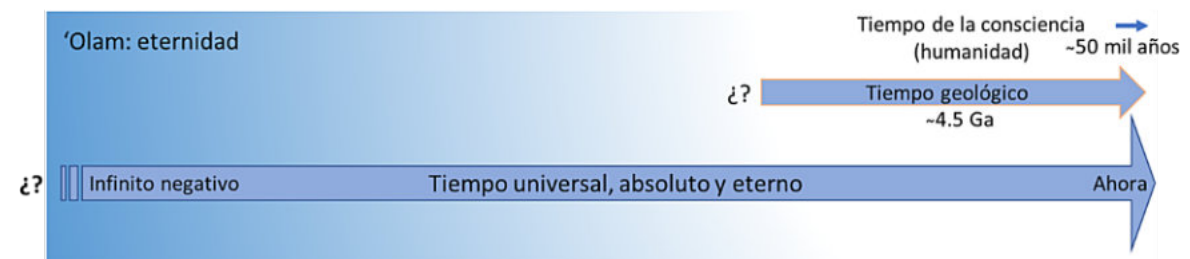 ‘Olam: eternidad
Tiempo de la consciencia
(humanidad)
~50 mil años
¿?
Tiempo geológico
~4.5 Ga
¿?
Infinito negativo
Tiempo universal, absoluto y eterno
Ahora